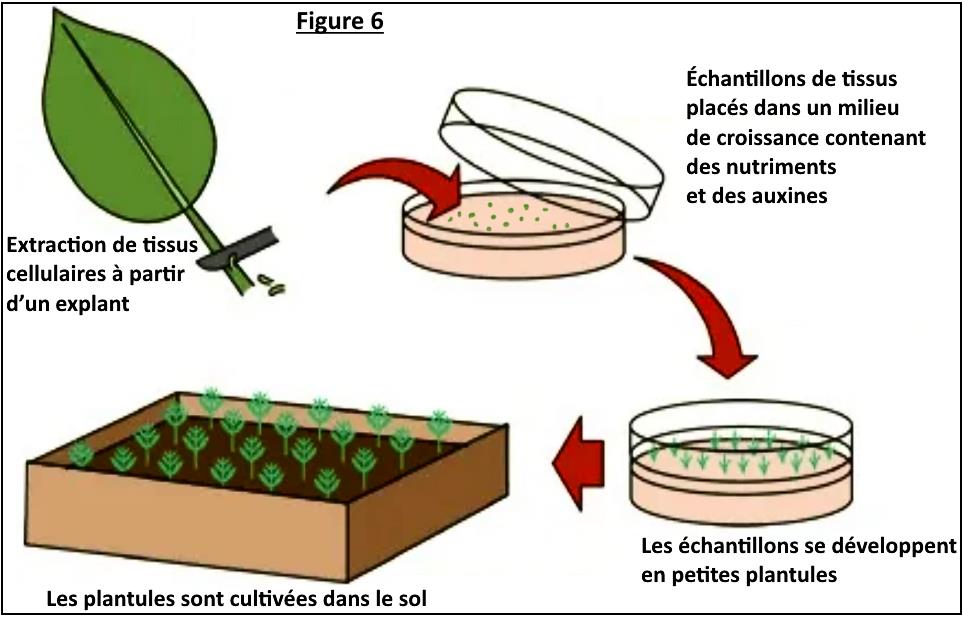 Figure 6
Échantillons de tissus
placés dans un milieu
de croissance contenant
des nutriments
et des auxines
Extraction de tissus
cellulaires à partir
d’un explant
Les échantillons se développent
en petites plantules
Les plantules sont cultivées dans le sol